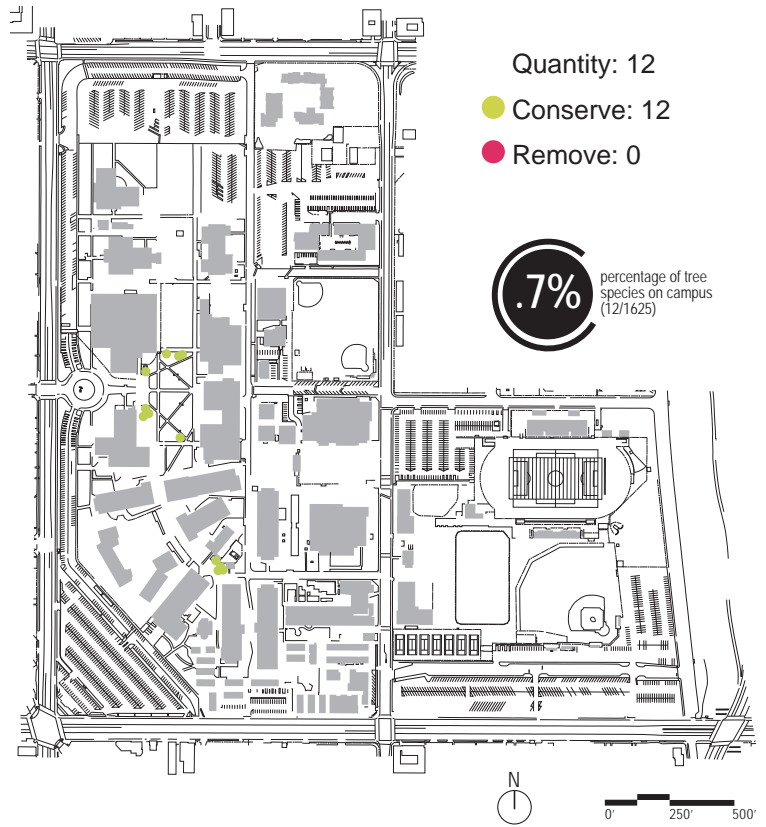 Quantity: 12
Conserve: 12
Remove: 0
.7%
percentage of tree
species on campus
(12/1625)
N
0'
250'
500'